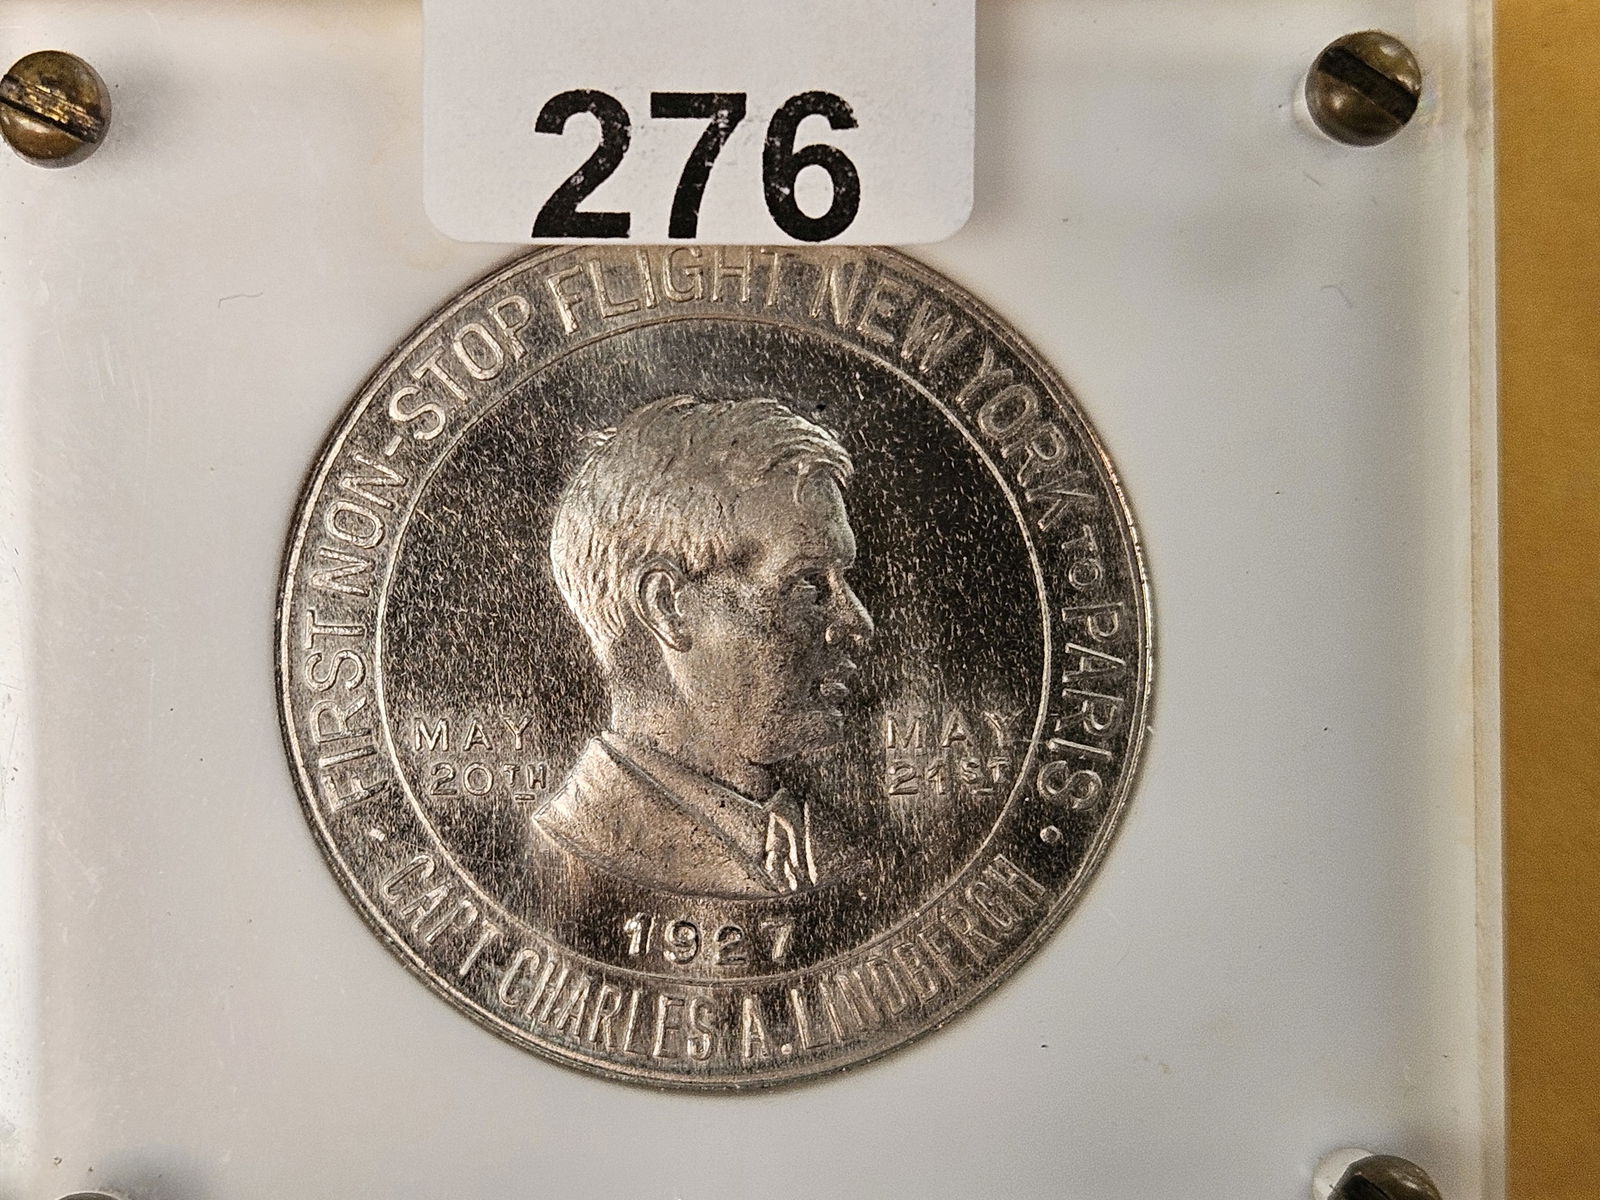 276
FIRST NON-STOP FLIGHT NEW YORK TO PARIS
MAY
20TH
MAY
21ST
1927
· CAPT. CHARLES A. LINDBERGH ·